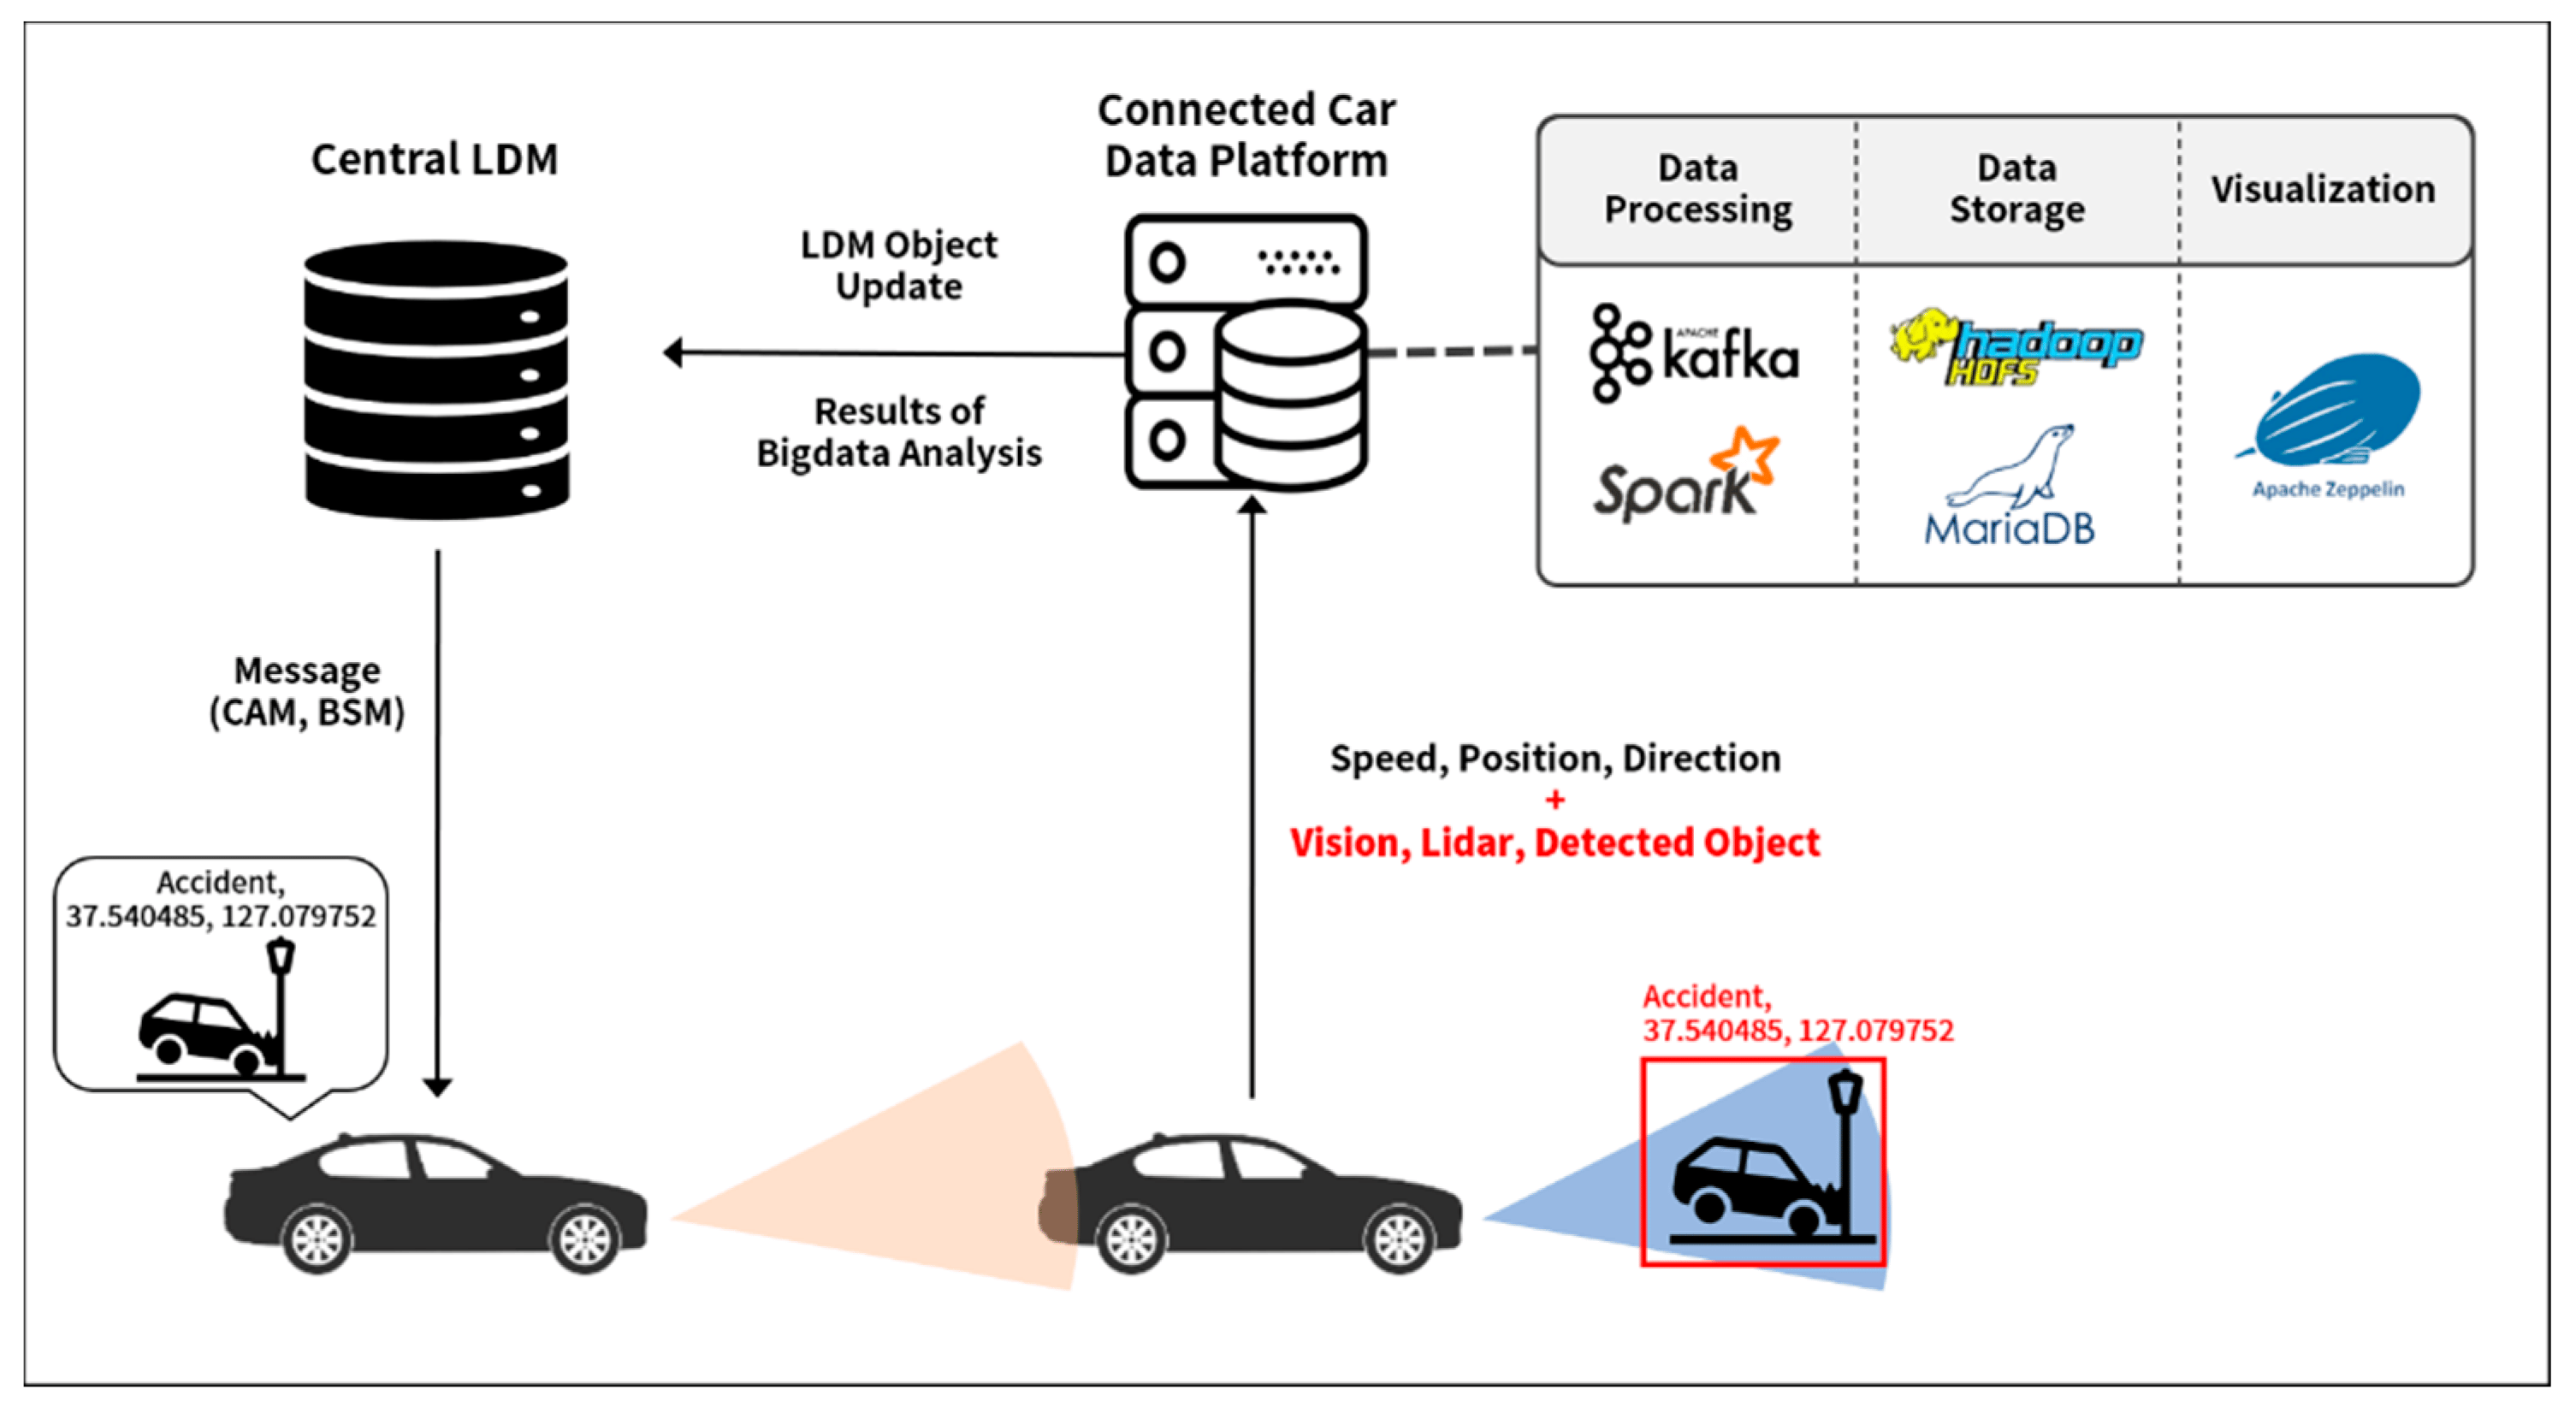 Central LDM
Connected Car
Data Platform
LDM Object
Update
Results of
Bigdata Analysis
Data
Processing
Data
Storage
Visualization
APACHE
kafka
Spark
hadoop
HDFS
MariaDB
Apache Zeppelin
Message
(CAM, BSM)
Speed, Position, Direction
+
Vision, Lidar, Detected Object
Accident,
37.540485, 127.079752
Accident,
37.540485, 127.079752